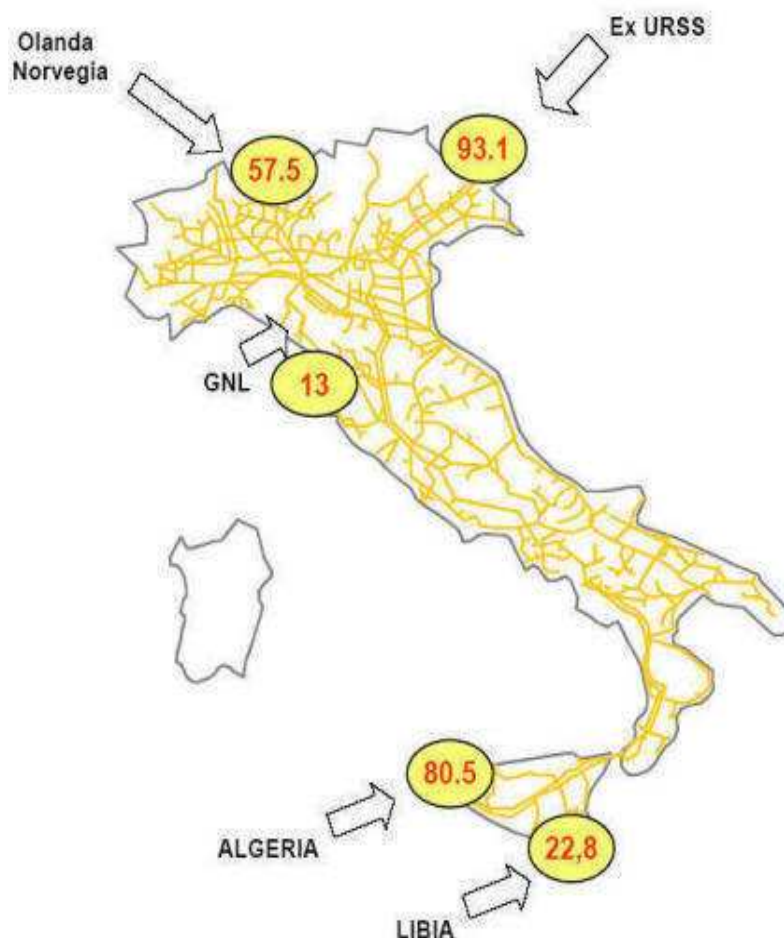 Olanda
Norvegia
Ex URSS
57.5
93.1
GNL
13
80.5
ALGERIA
22,8
LIBIA